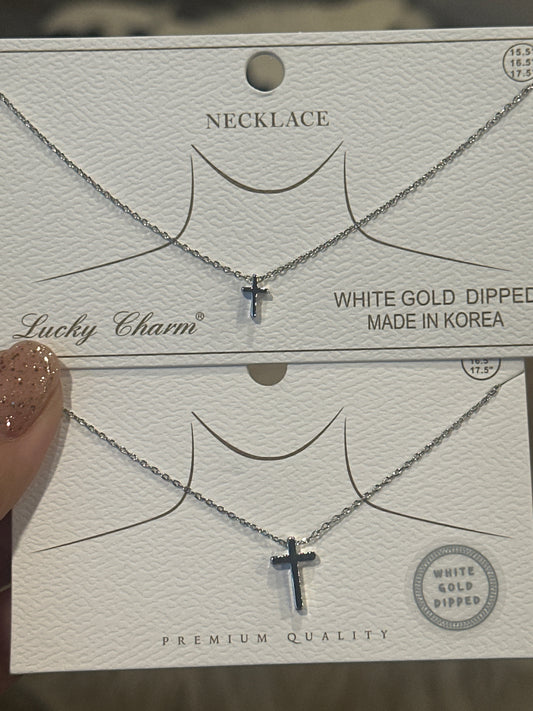 15.5"
16.5"
17.5"
NECKLACE
WHITE GOLD DIPPED
MADE IN KOREA
Lucky Charm®
16.5"
17.5"
WHITE
GOLD
DIPPED
PREMIUM QUALITY